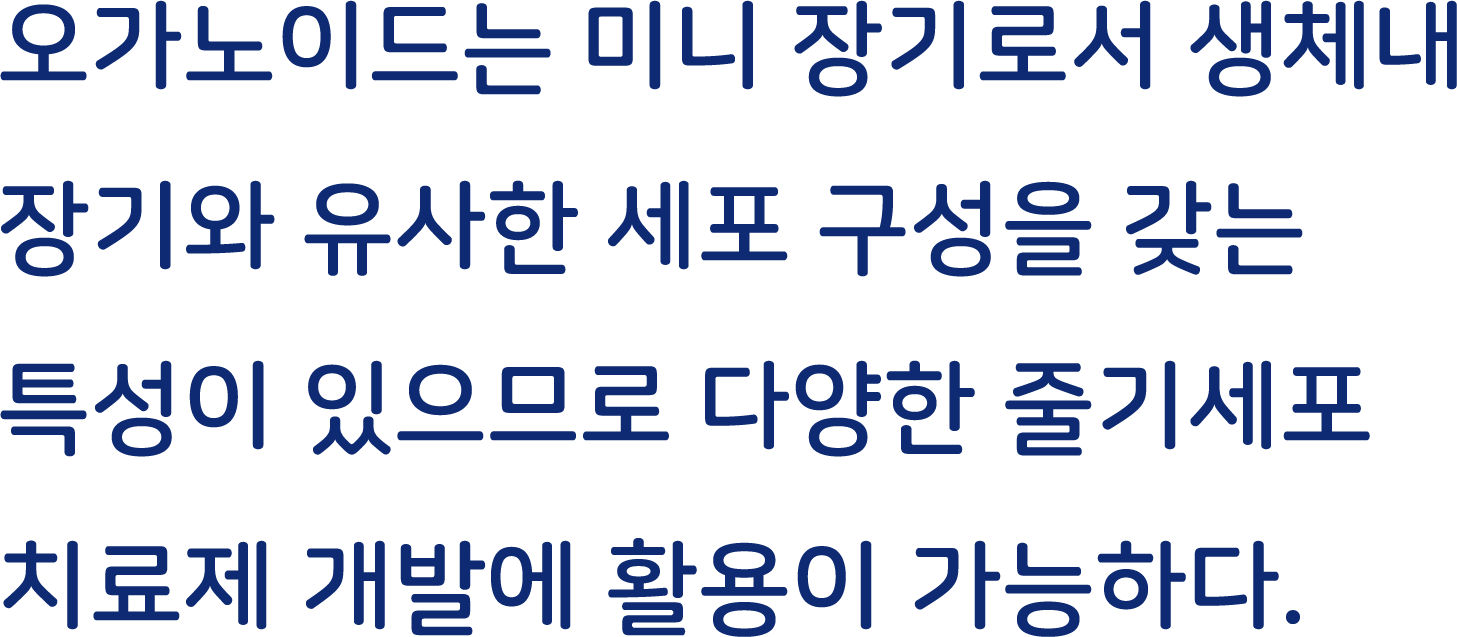 오가노이드는 미니 장기로서 생체내
장기와 유사한 세포 구성을 갖는
특성이 있으므로 다양한 줄기세포
치료제 개발에 활용이 가능하다.